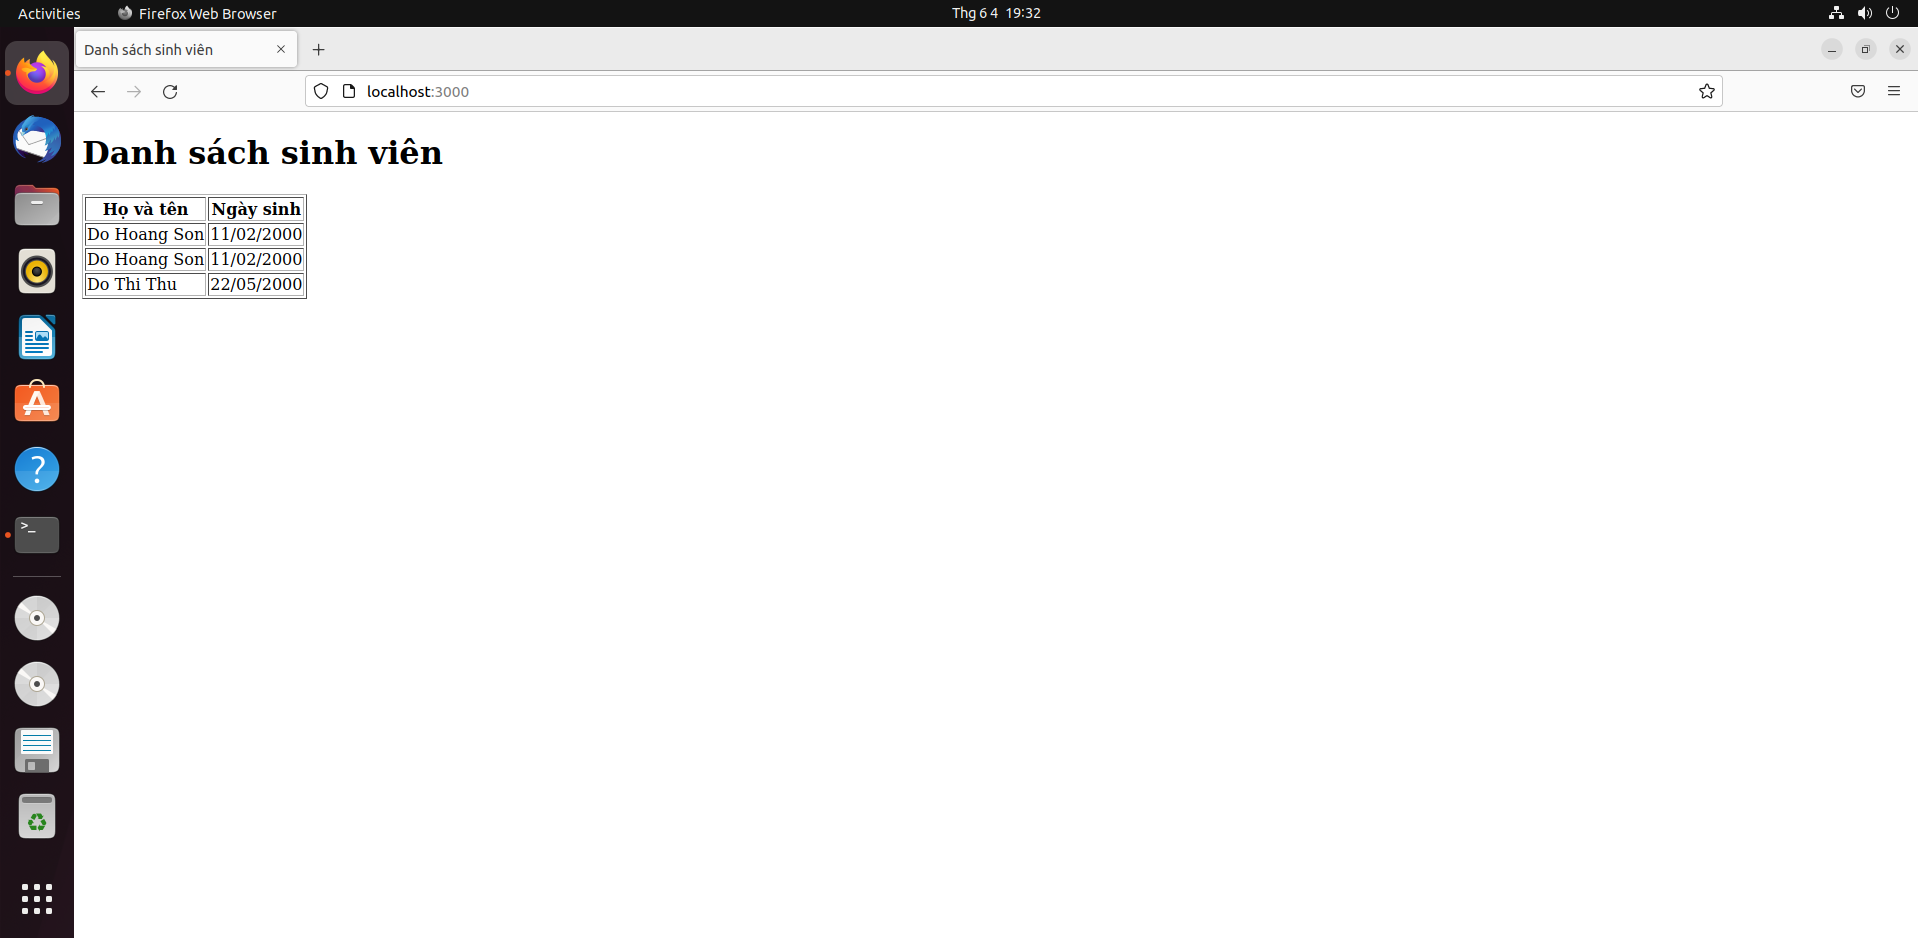 Activities Firefox Web Browser Thg 6 4 19:32
Danh sách sinh viên
localhost:3000
Danh sách sinh viên
Họ và tên Ngày sinh
Do Hoang Son 11/02/2000
Do Hoang Son 11/02/2000
Do Thi Thu 22/05/2000